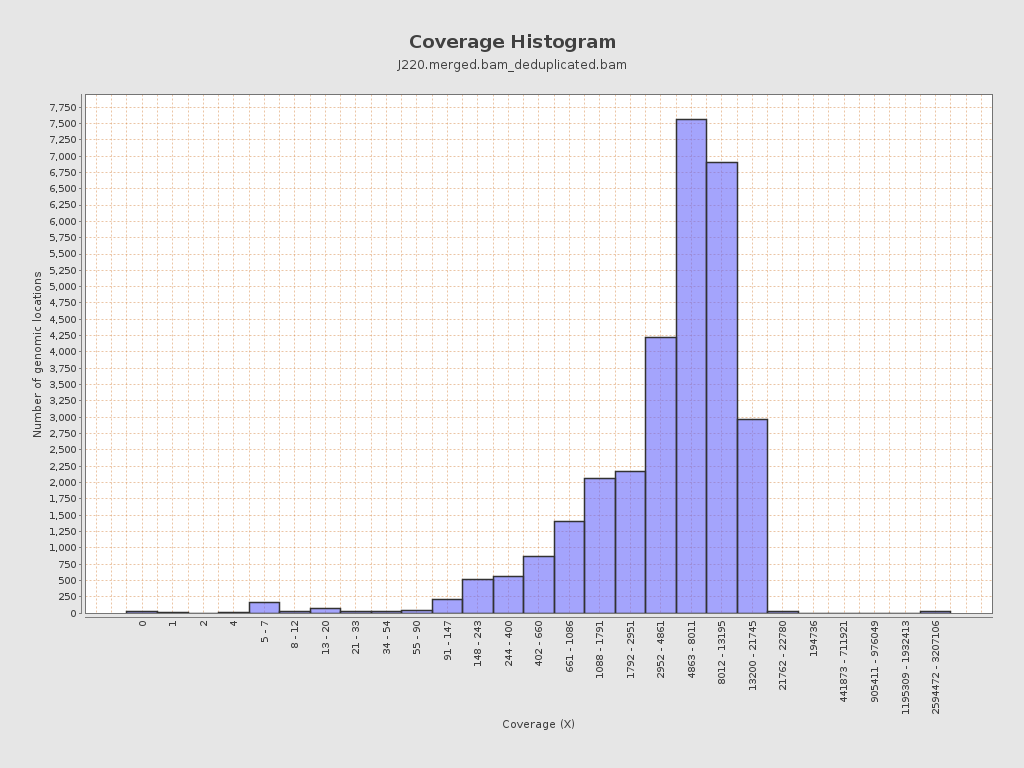 Coverage Histogram
J220.merged.bam_deduplicated.bam
Number of genomic locations
7,750
7,500
7,250
7,000
6,750
6,500
6,250
6,000
5,750
5,500
5,250
5,000
4,750
4,500
4,250
4,000
3,750
3,500
3,250
3,000
2,750
2,500
2,250
2,000
1,750
1,500
1,250
1,000
750
500
250
0
0
1
2
4
5 - 7
8 - 12
13 - 20
21 - 33
34 - 54
55 - 90
91 - 147
148 - 243
244 - 400
402 - 660
661 - 1086
1088 - 1791
1792 - 2951
2952 - 4861
4863 - 8011
8012 - 13195
13200 - 21745
21762 - 22780
194736
441873 - 711921
905411 - 976049
1195309 - 1932413
2594472 - 3207106
Coverage (X)